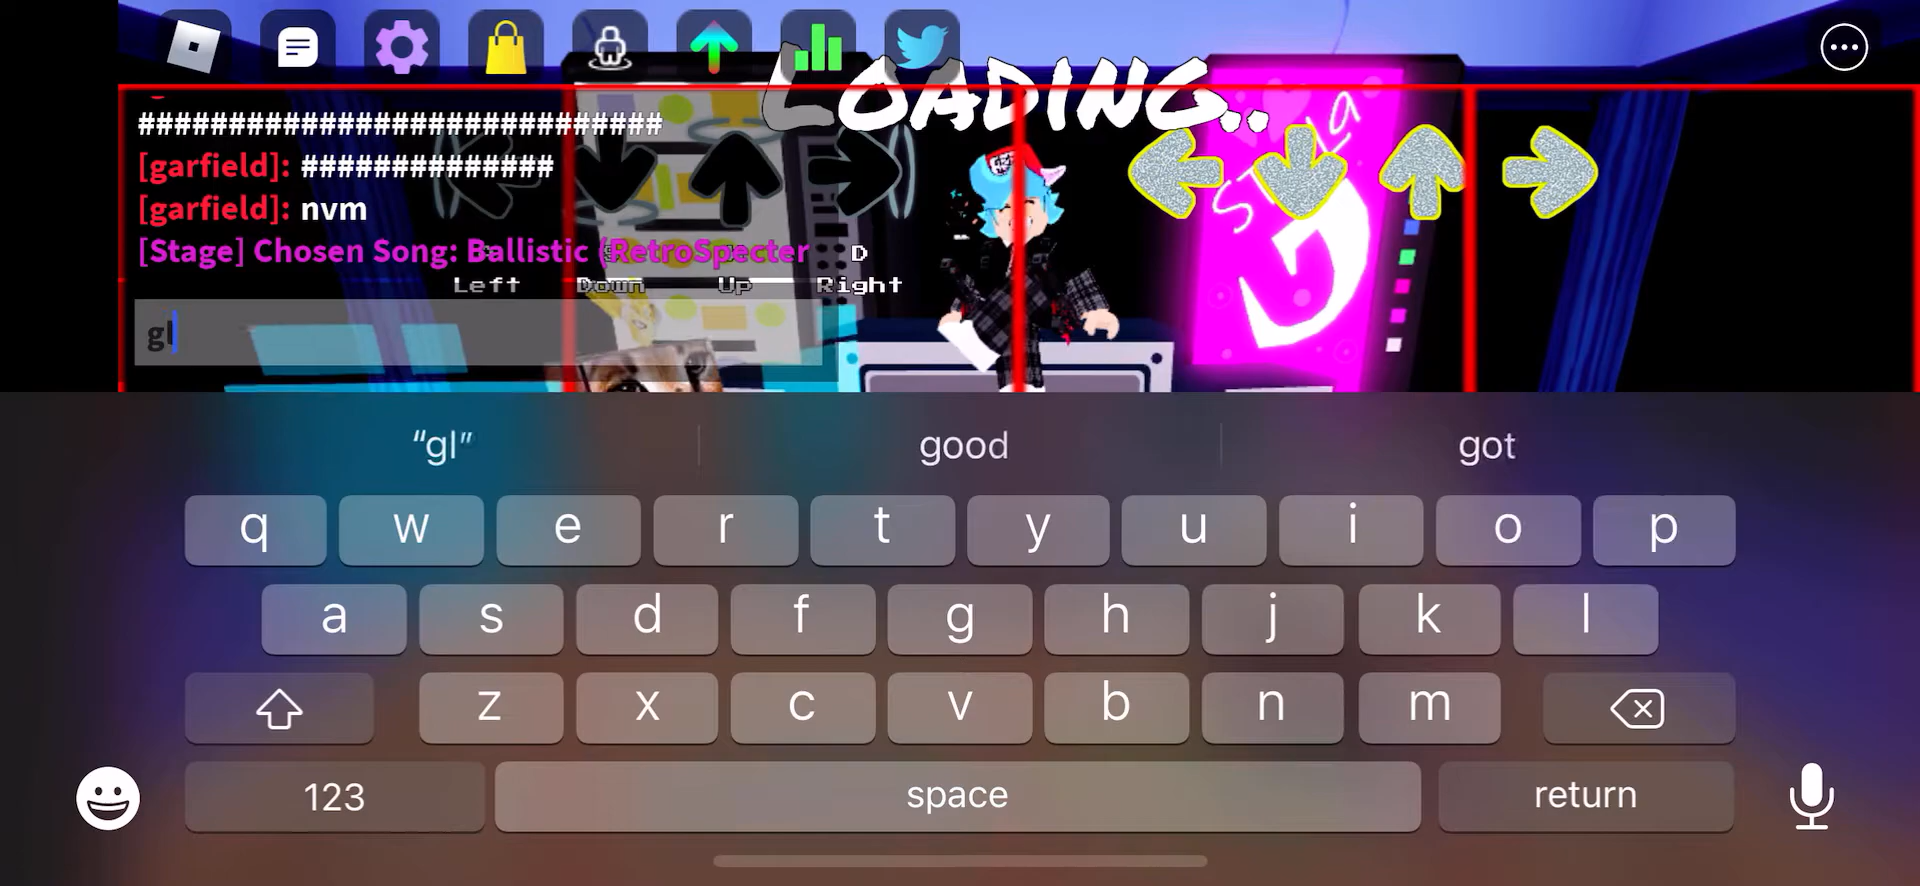 LOADING..
############################
[garfield]: ##############
[garfield]: nvm
[Stage] Chosen Song: Ballistic (RetroSpecter
D
Left Down Up Right
gl
“gl” good got
q w e r t y u i o p
a s d f g h j k l
z x c v b n m
123 space return